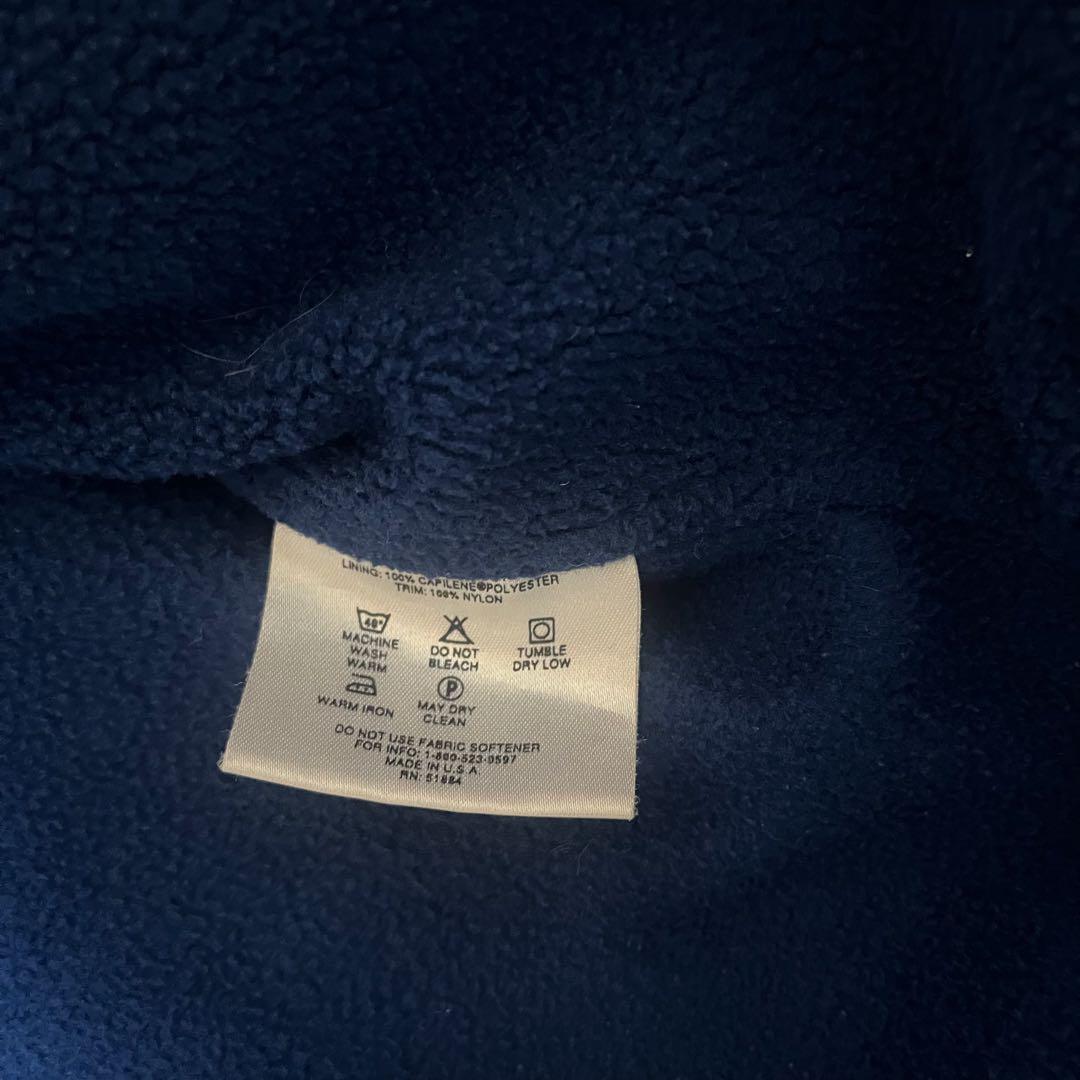 LINING: 100% CAPILENE®POLYESTER
TRIM: 100% NYLON
40°
MACHINE WASH WARM
DO NOT BLEACH
TUMBLE DRY LOW
WARM IRON
P
MAY DRY CLEAN
DO NOT USE FABRIC SOFTENER
FOR INFO: 1-800-523-9597
MADE IN U.S.A.
RN: 51884